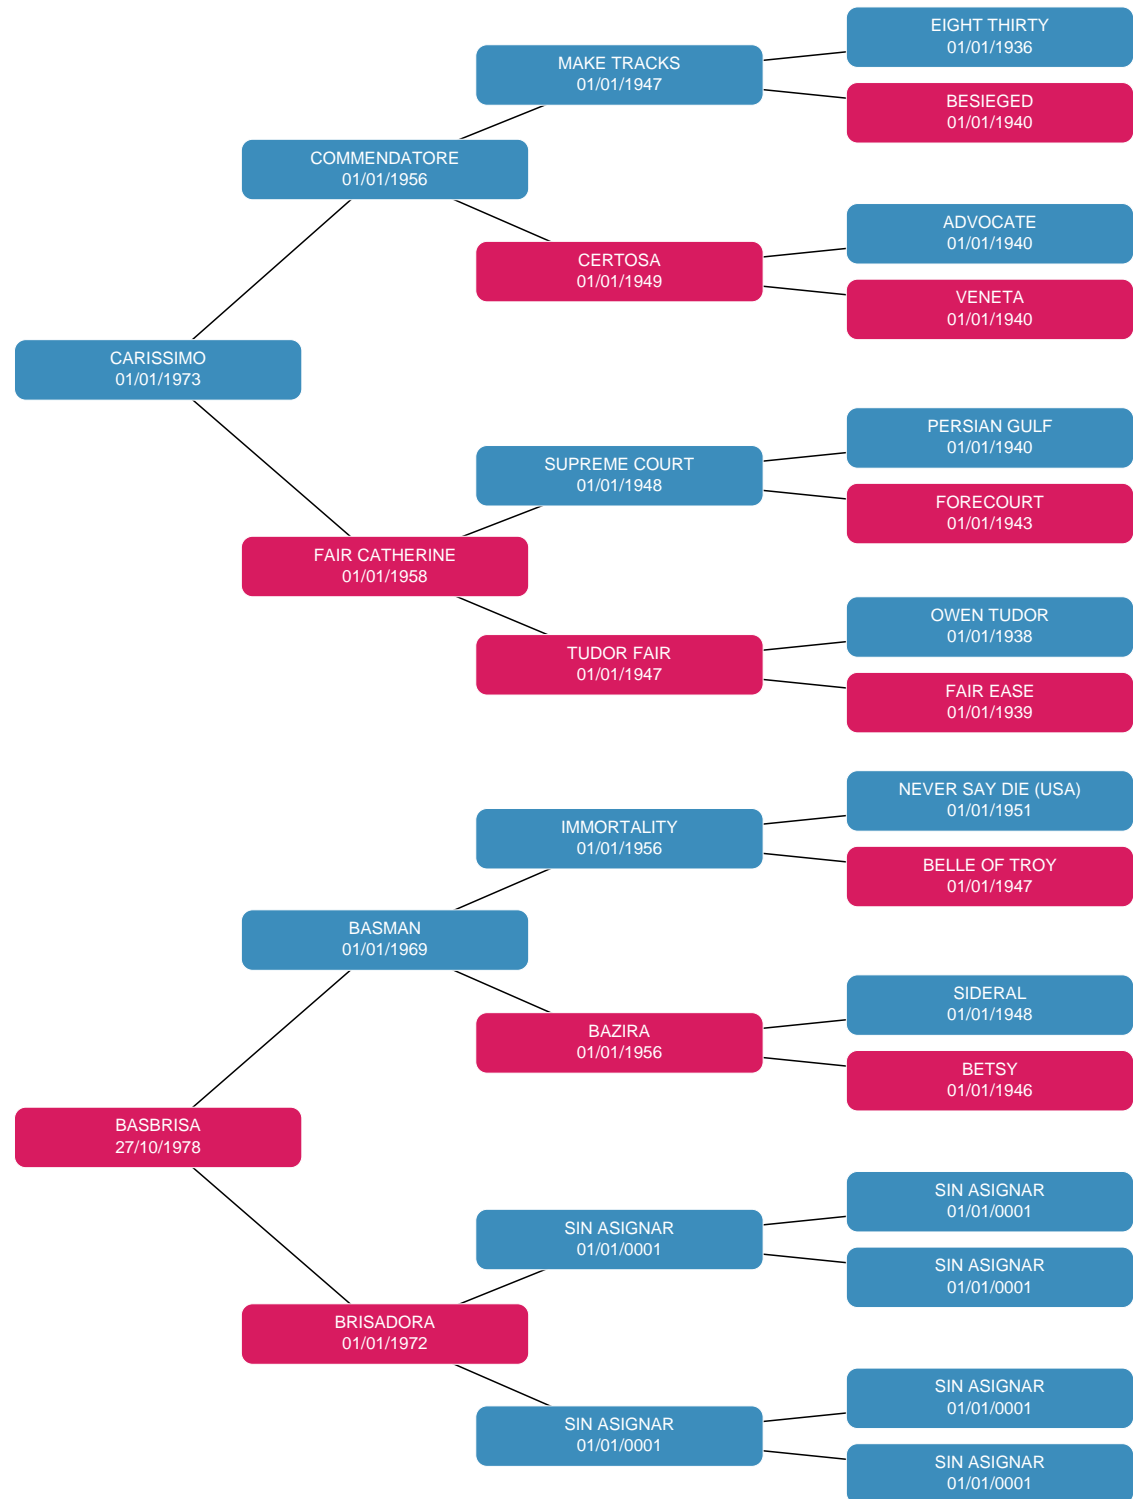 EIGHT THIRTY
01/01/1936
MAKE TRACKS
01/01/1947
BESIEGED
01/01/1940
COMMENDATORE
01/01/1956
ADVOCATE
01/01/1940
CERTOSA
01/01/1949
VENETA
01/01/1940
CARISSIMO
01/01/1973
PERSIAN GULF
01/01/1940
SUPREME COURT
01/01/1948
FORECOURT
01/01/1943
FAIR CATHERINE
01/01/1958
OWEN TUDOR
01/01/1938
TUDOR FAIR
01/01/1947
FAIR EASE
01/01/1939
NEVER SAY DIE (USA)
01/01/1951
IMMORTALITY
01/01/1956
BELLE OF TROY
01/01/1947
BASMAN
01/01/1969
SIDERAL
01/01/1948
BAZIRA
01/01/1956
BETSY
01/01/1946
BASBRISA
27/10/1978
SIN ASIGNAR
01/01/0001
SIN ASIGNAR
01/01/0001
SIN ASIGNAR
01/01/0001
BRISADORA
01/01/1972
SIN ASIGNAR
01/01/0001
SIN ASIGNAR
01/01/0001
SIN ASIGNAR
01/01/0001